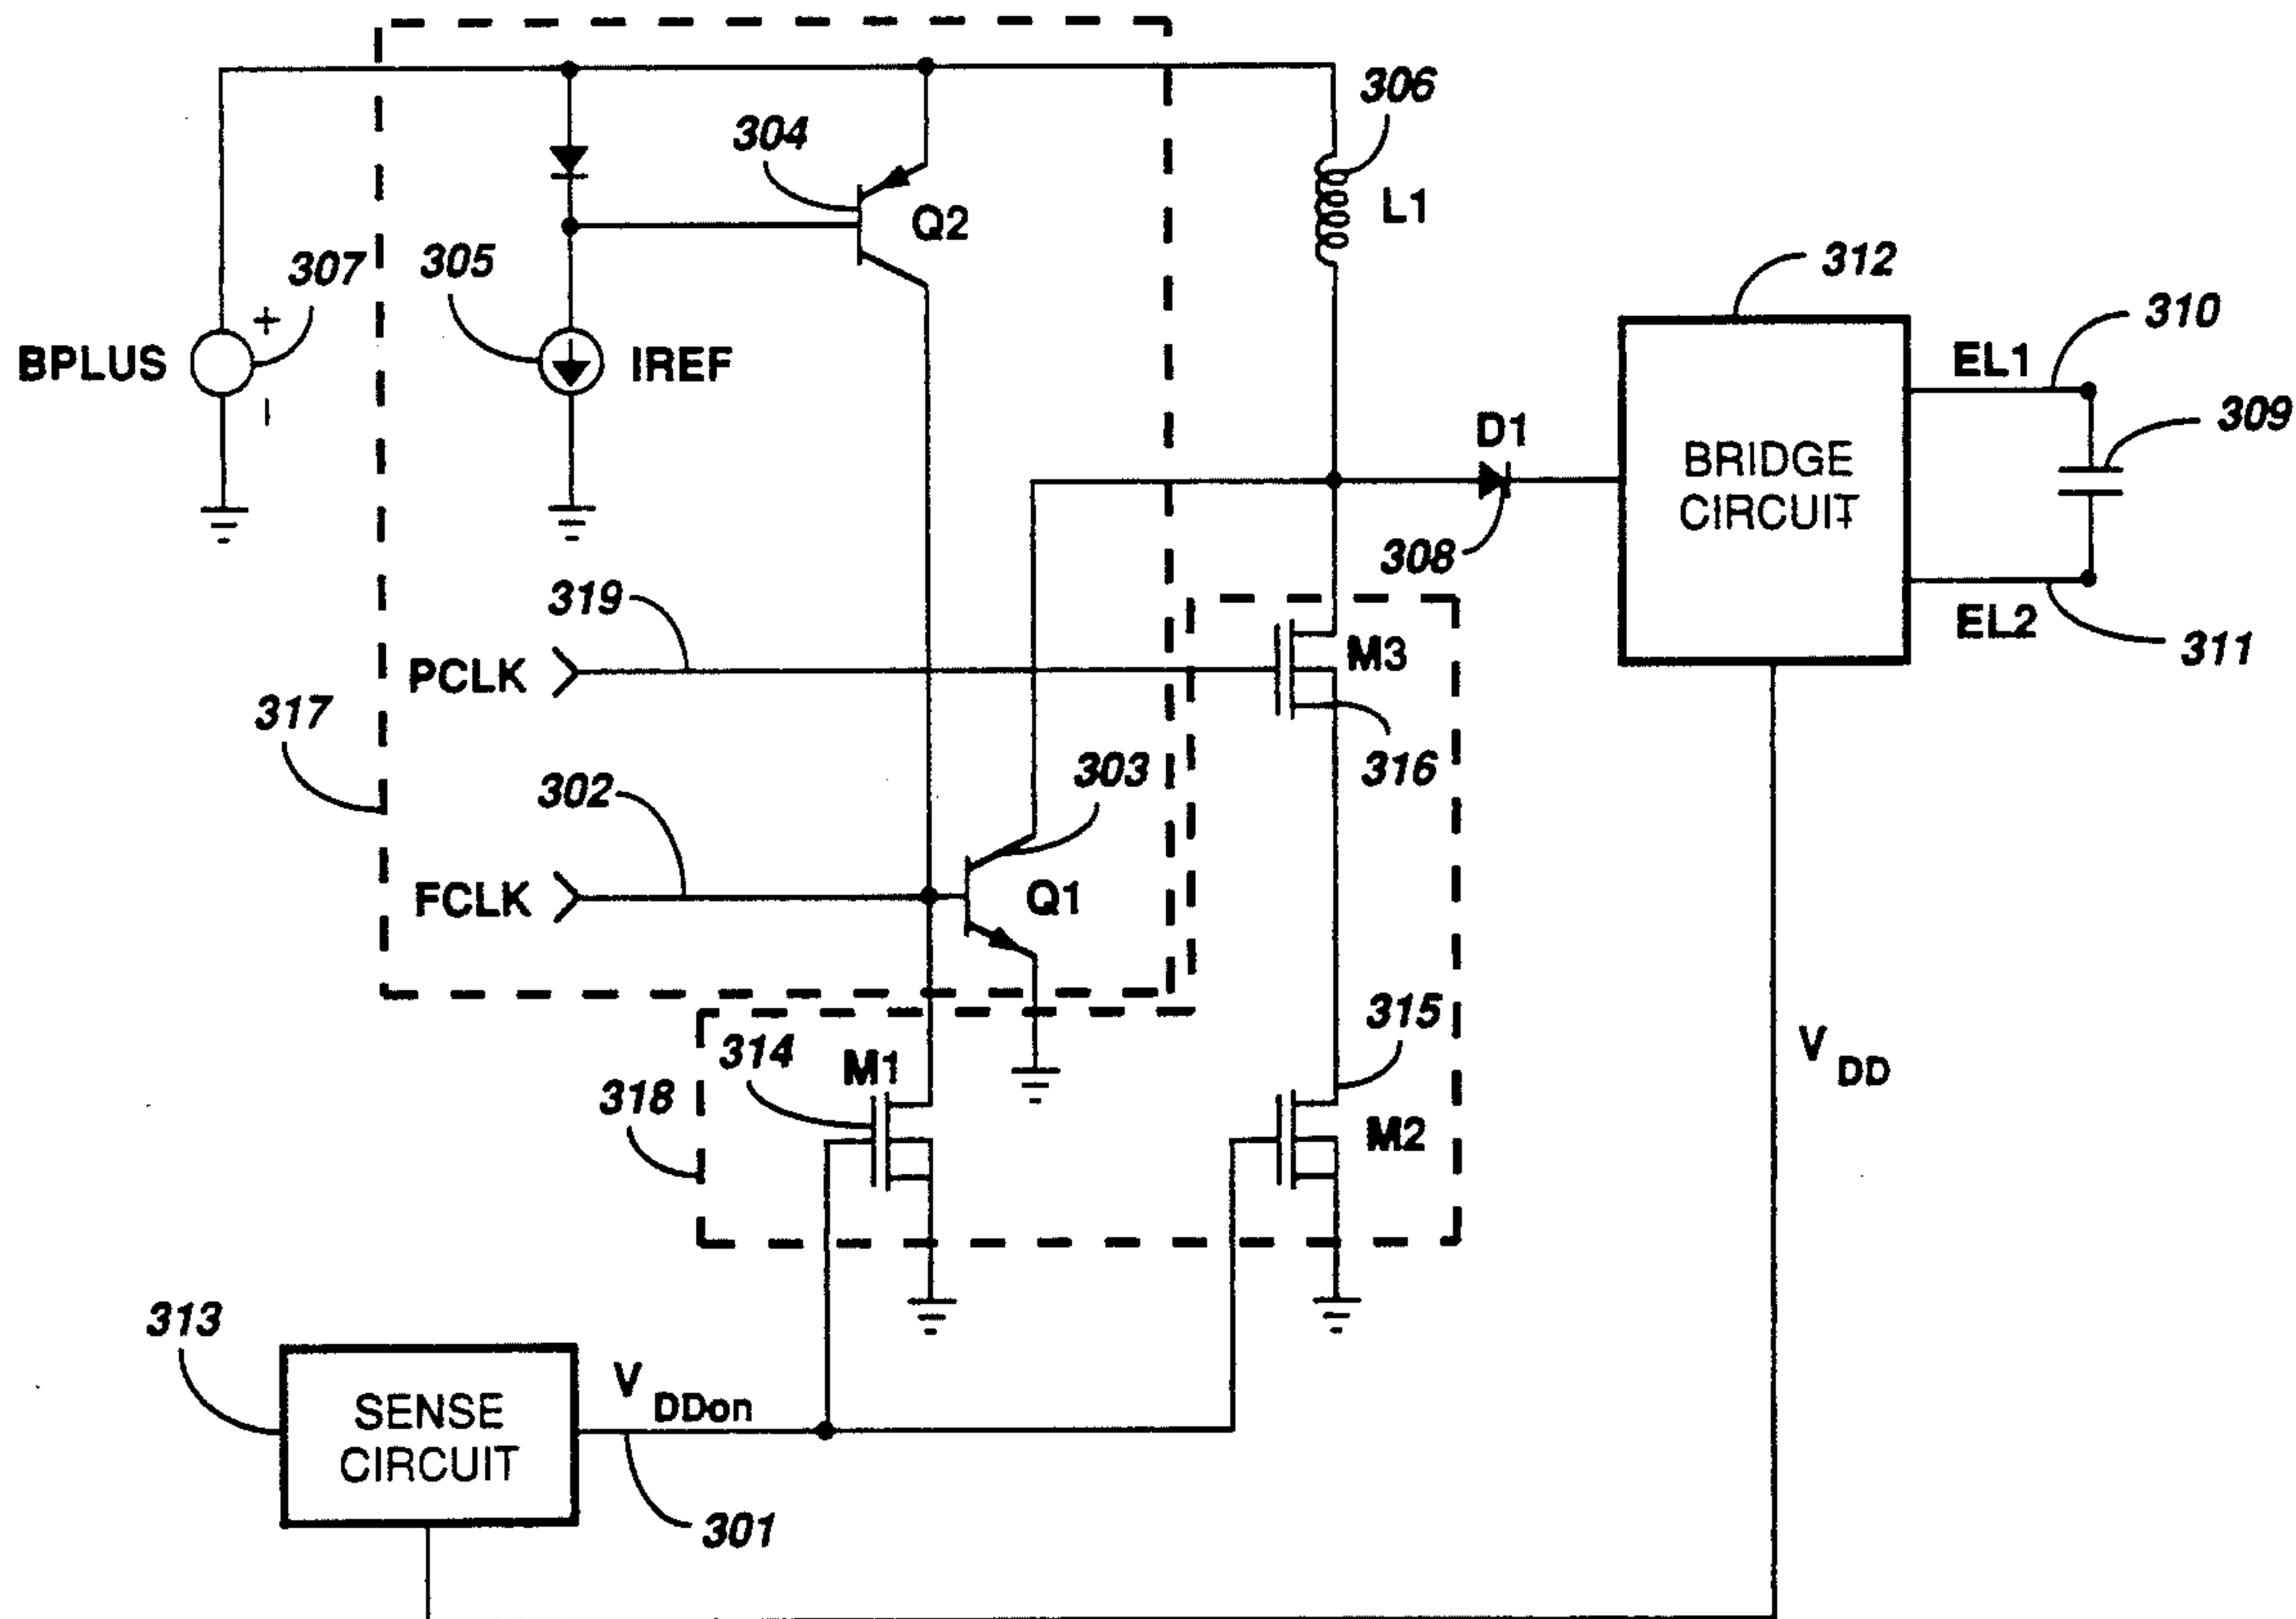 306
304
Q2
L1
307
305
+
BPLUS
IREF
312
310
EL1
309
D1
BRIDGE
CIRCUIT
308
EL2
311
319
PCLK
M3
317
316
302
303
FCLK
Q1
315
314
M1
318
M2
V DD
313
SENSE
CIRCUIT
V DDon
301